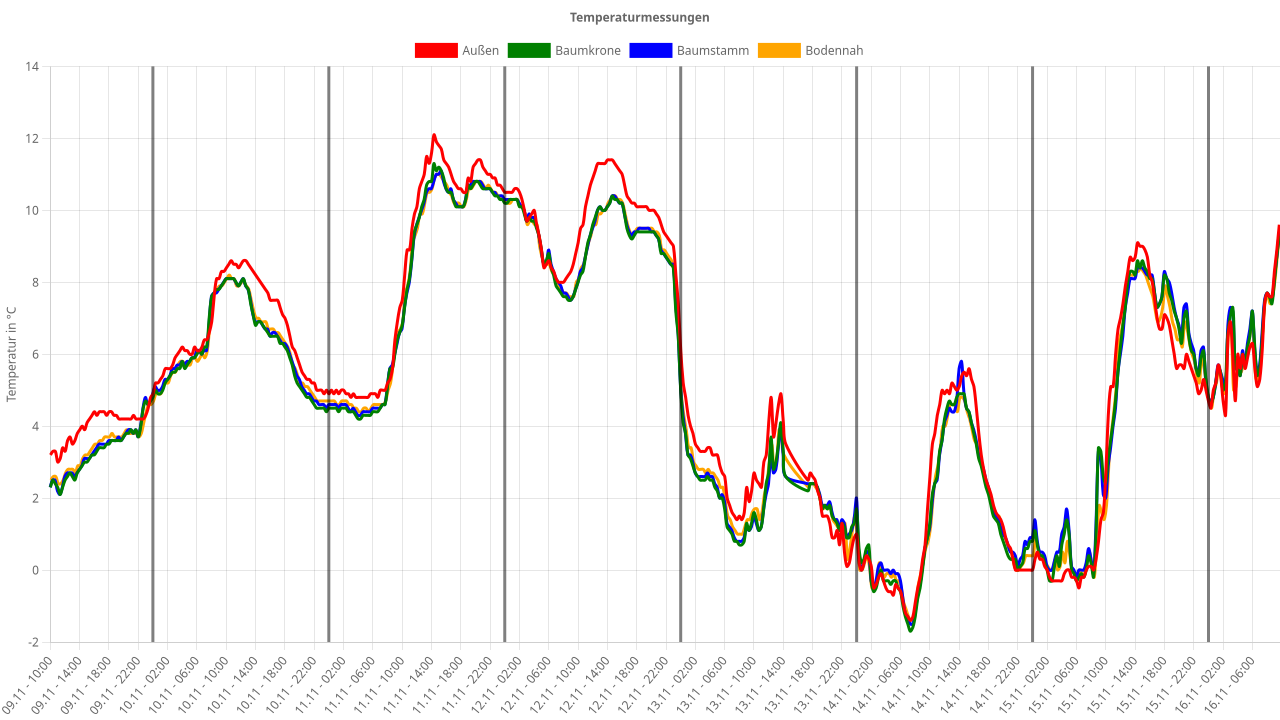 Temperaturmessungen
Außen Baumkrone Baumstamm Bodennah
Temperatur in °C
14
12
10
8
6
4
2
0
-2
09.11 - 10:00
09.11 - 14:00
09.11 - 18:00
09.11 - 22:00
10.11 - 02:00
10.11 - 06:00
10.11 - 10:00
10.11 - 14:00
10.11 - 18:00
10.11 - 22:00
11.11 - 02:00
11.11 - 06:00
11.11 - 10:00
11.11 - 14:00
11.11 - 18:00
11.11 - 22:00
12.11 - 02:00
12.11 - 06:00
12.11 - 10:00
12.11 - 14:00
12.11 - 18:00
12.11 - 22:00
13.11 - 02:00
13.11 - 06:00
13.11 - 10:00
13.11 - 14:00
13.11 - 18:00
13.11 - 22:00
14.11 - 02:00
14.11 - 06:00
14.11 - 10:00
14.11 - 14:00
14.11 - 18:00
14.11 - 22:00
15.11 - 02:00
15.11 - 06:00
15.11 - 10:00
15.11 - 14:00
15.11 - 18:00
15.11 - 22:00
16.11 - 02:00
16.11 - 06:00